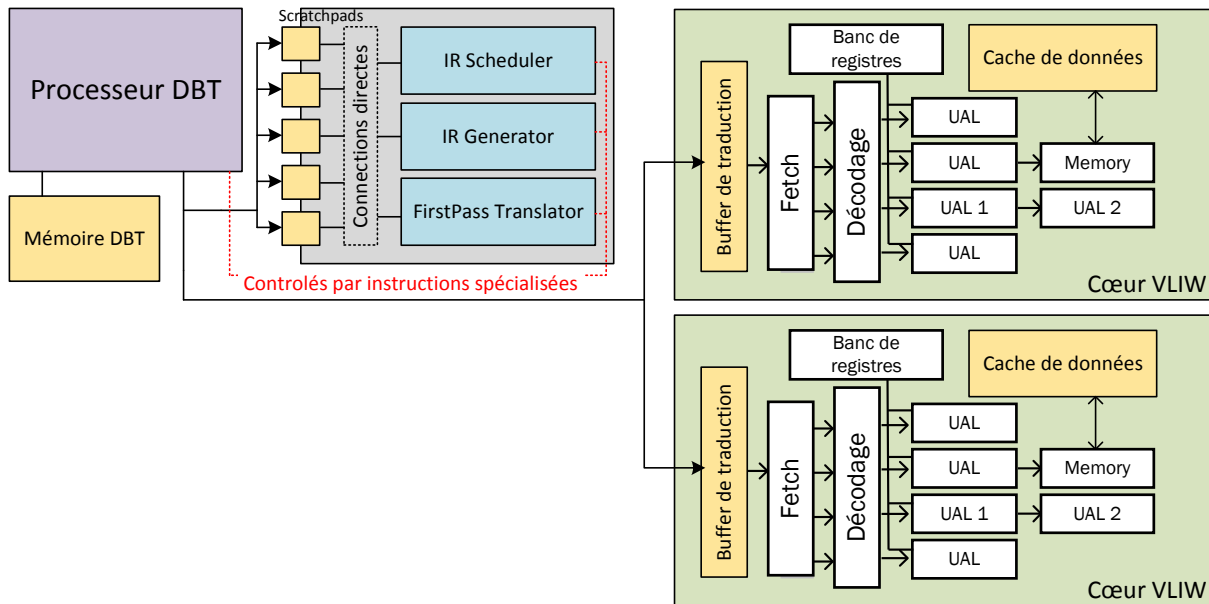 Scratchpads
Processeur DBT
Mémoire DBT
Connections directes
IR Scheduler
IR Generator
FirstPass Translator
Controlés par instructions spécialisées
Banc de
registres
Cache de données
Buffer de traduction
Fetch
Décodage
UAL
UAL
Memory
UAL 1
UAL 2
UAL
Cœur VLIW
Banc de
registres
Cache de données
Buffer de traduction
Fetch
Décodage
UAL
UAL
Memory
UAL 1
UAL 2
UAL
Cœur VLIW